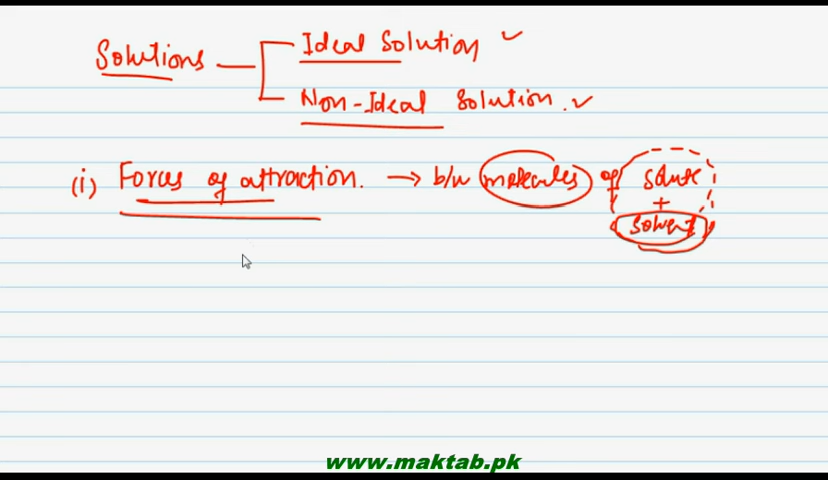 Solutions — Ideal Solution ✓
Non-Ideal Solution. ✓
(i) Forces of attraction. → b/w molecules of solute
+
solvent
www.maktab.pk